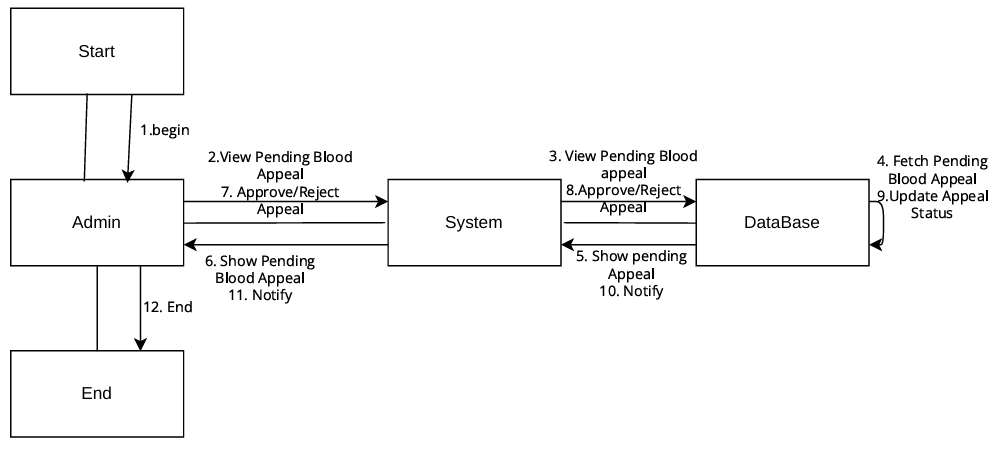 Start
1.begin
2.View Pending Blood
Appeal
7. Approve/Reject
Appeal
3. View Pending Blood
appeal
8.Approve/Reject
Appeal
4. Fetch Pending
Blood Appeal
9.Update Appeal
Status
Admin
System
DataBase
6. Show Pending
Blood Appeal
11. Notify
5. Show pending
Appeal
10. Notify
12. End
End